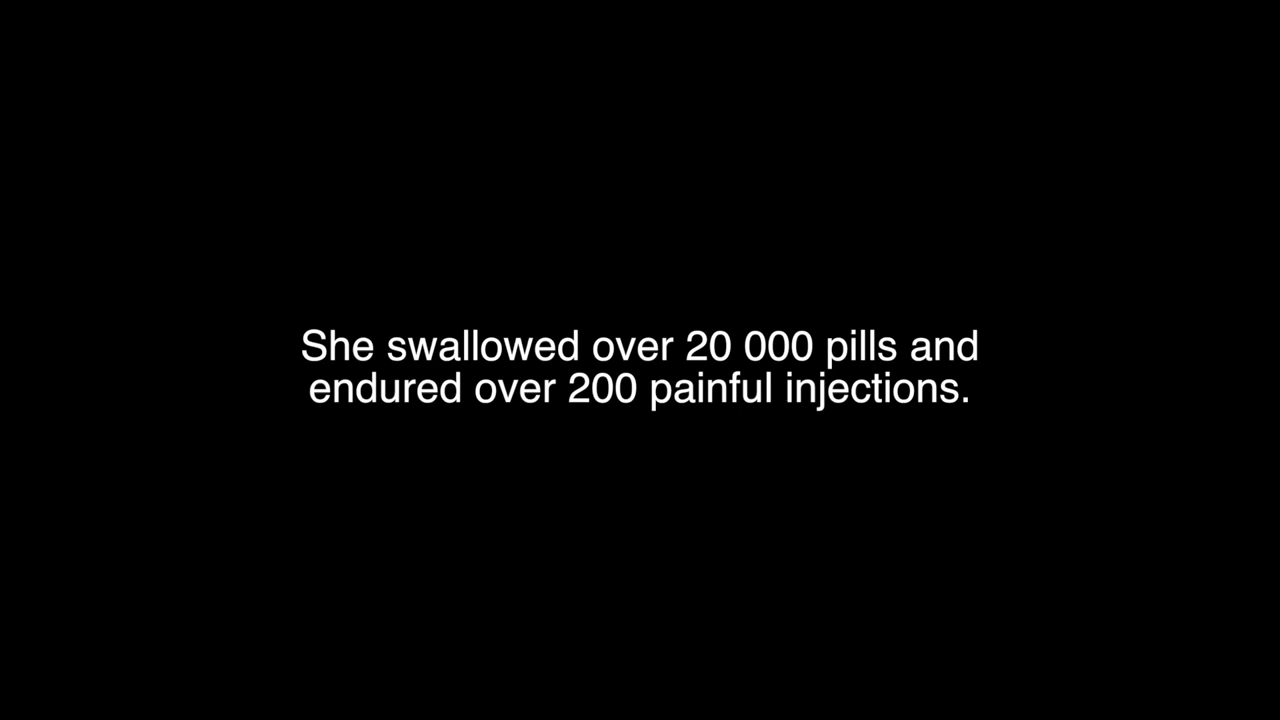 She swallowed over 20 000 pills and
endured over 200 painful injections.